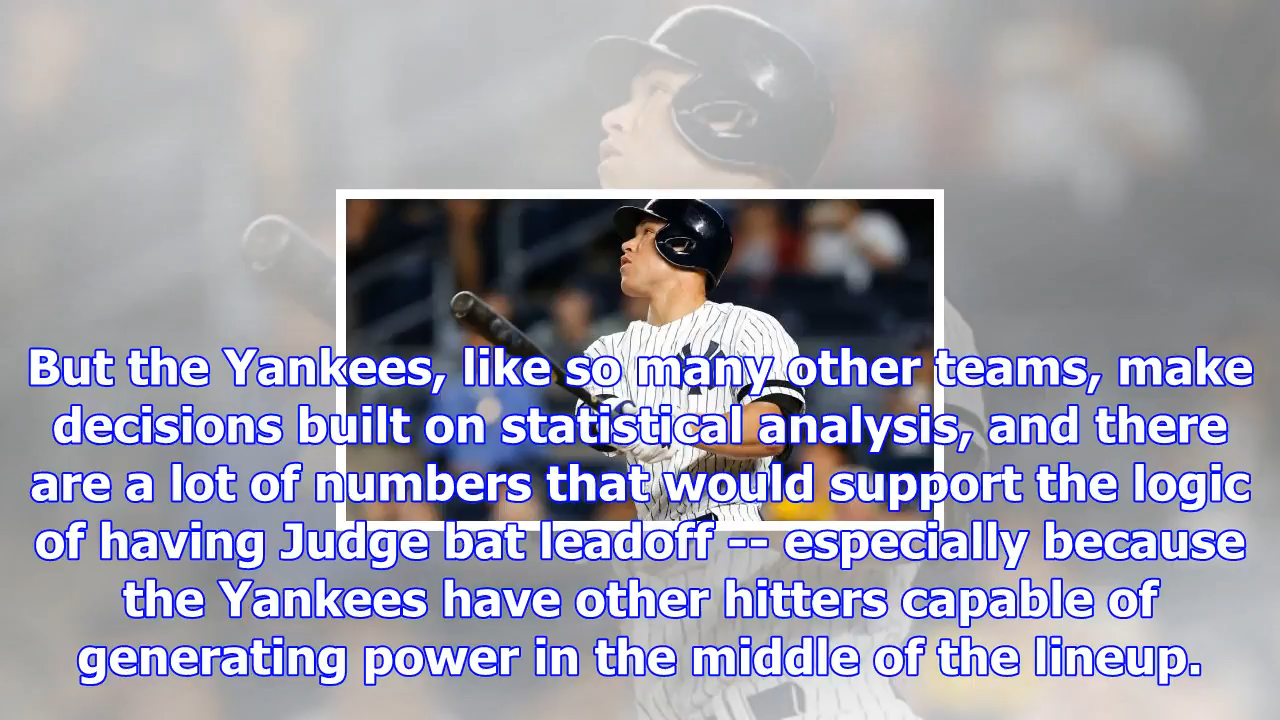 But the Yankees, like so many other teams, make
decisions built on statistical analysis, and there
are a lot of numbers that would support the logic
of having Judge bat leadoff -- especially because
the Yankees have other hitters capable of
generating power in the middle of the lineup.